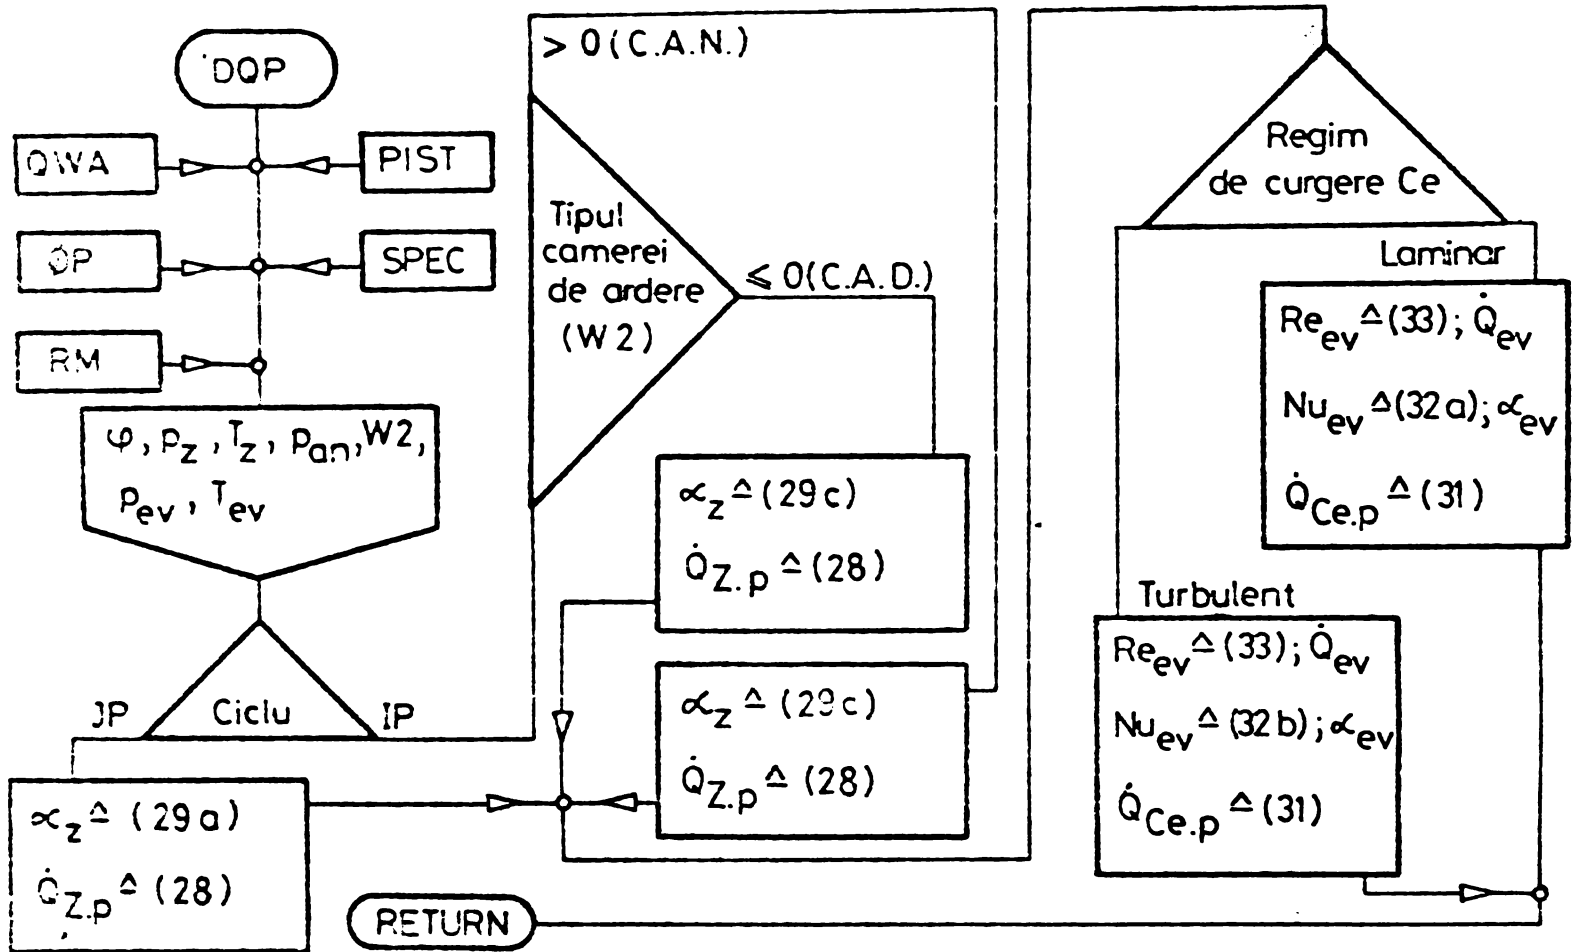 DQP
QWA
PIST
QP
SPEC
RM
φ, p_z, T_z, p_an, W2,
p_ev, T_ev
Ciclu
JP
IP
α_z ≙ (29a)
Q̇_Z.p ≙ (28)
> 0 (C.A.N.)
Tipul
camerei
de ardere
(W2)
≤ 0 (C.A.D.)
α_z ≙ (29c)
Q̇_Z.p ≙ (28)
α_z ≙ (29c)
Q̇_Z.p ≙ (28)
Regim
de curgere Ce
Laminar
Re_ev ≙ (33); Q̇_ev
Nu_ev ≙ (32a); α_ev
Q̇_Ce.p ≙ (31)
Turbulent
Re_ev ≙ (33); Q̇_ev
Nu_ev ≙ (32b); α_ev
Q̇_Ce.p ≙ (31)
RETURN